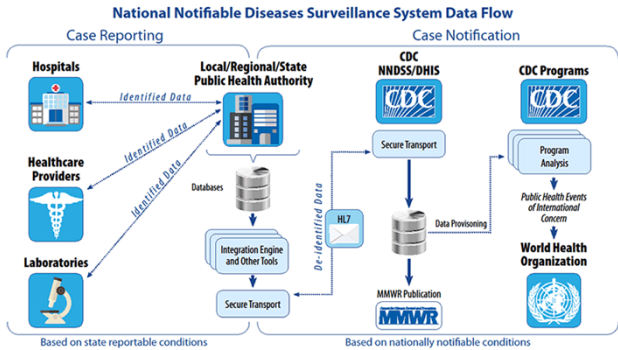 National Notifiable Diseases Surveillance System Data Flow
Case Reporting
Case Notification
Hospitals
Healthcare
Providers
Laboratories
Identified Data
Identified Data
Identified Data
Local/Regional/State
Public Health Authority
Databases
Integration Engine
and Other Tools
Secure Transport
De-identified Data
HL7
CDC
NNDSS/DHIS
CDC
Secure Transport
Data Provisoning
MMWR Publication
MMWR
CDC Programs
CDC
Program
Analysis
Public Health Events
of International
Concern
World Health
Organization
Based on state reportable conditions
Based on nationally notifiable conditions